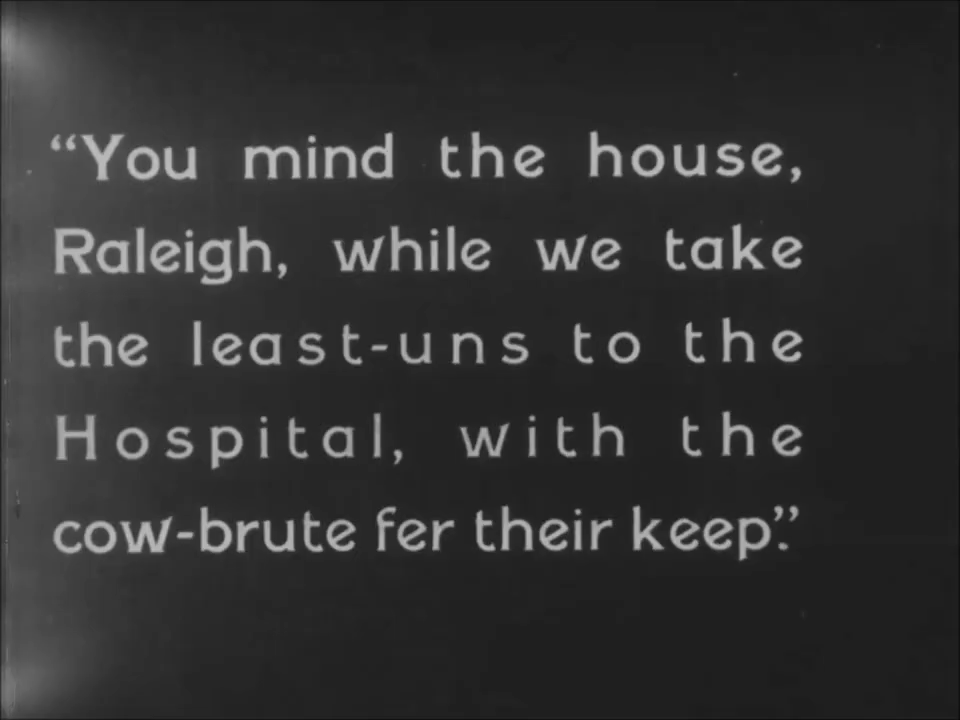 “You mind the house,
Raleigh, while we take
the least-uns to the
Hospital, with the
cow-brute fer their keep.”